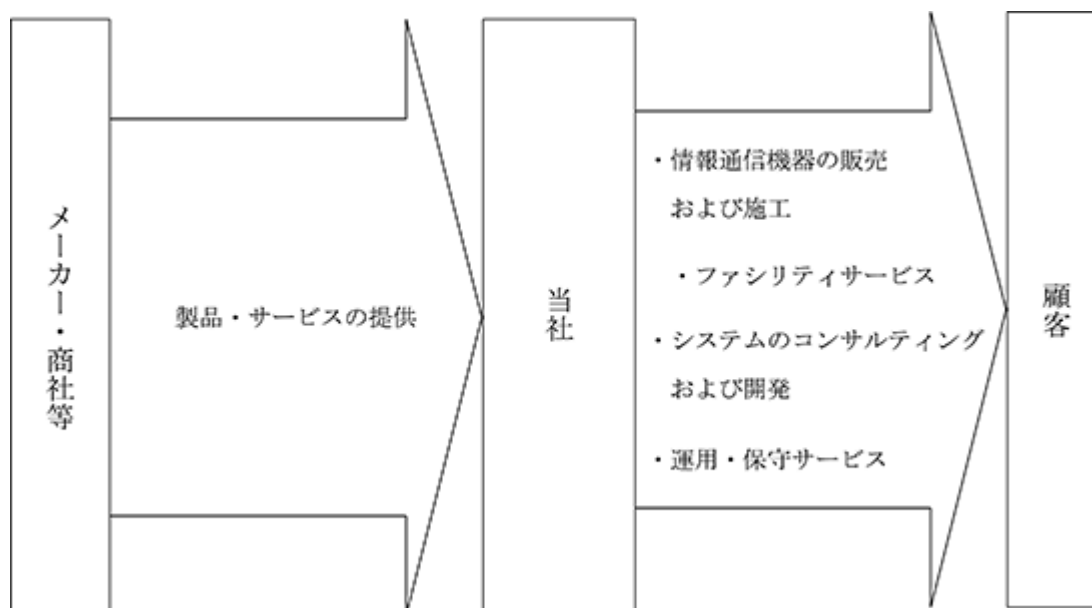 メーカー・商社等
製品・サービスの提供
当社
・情報通信機器の販売
および施工
・ファシリティサービス
・システムのコンサルティング
および開発
・運用・保守サービス
顧客